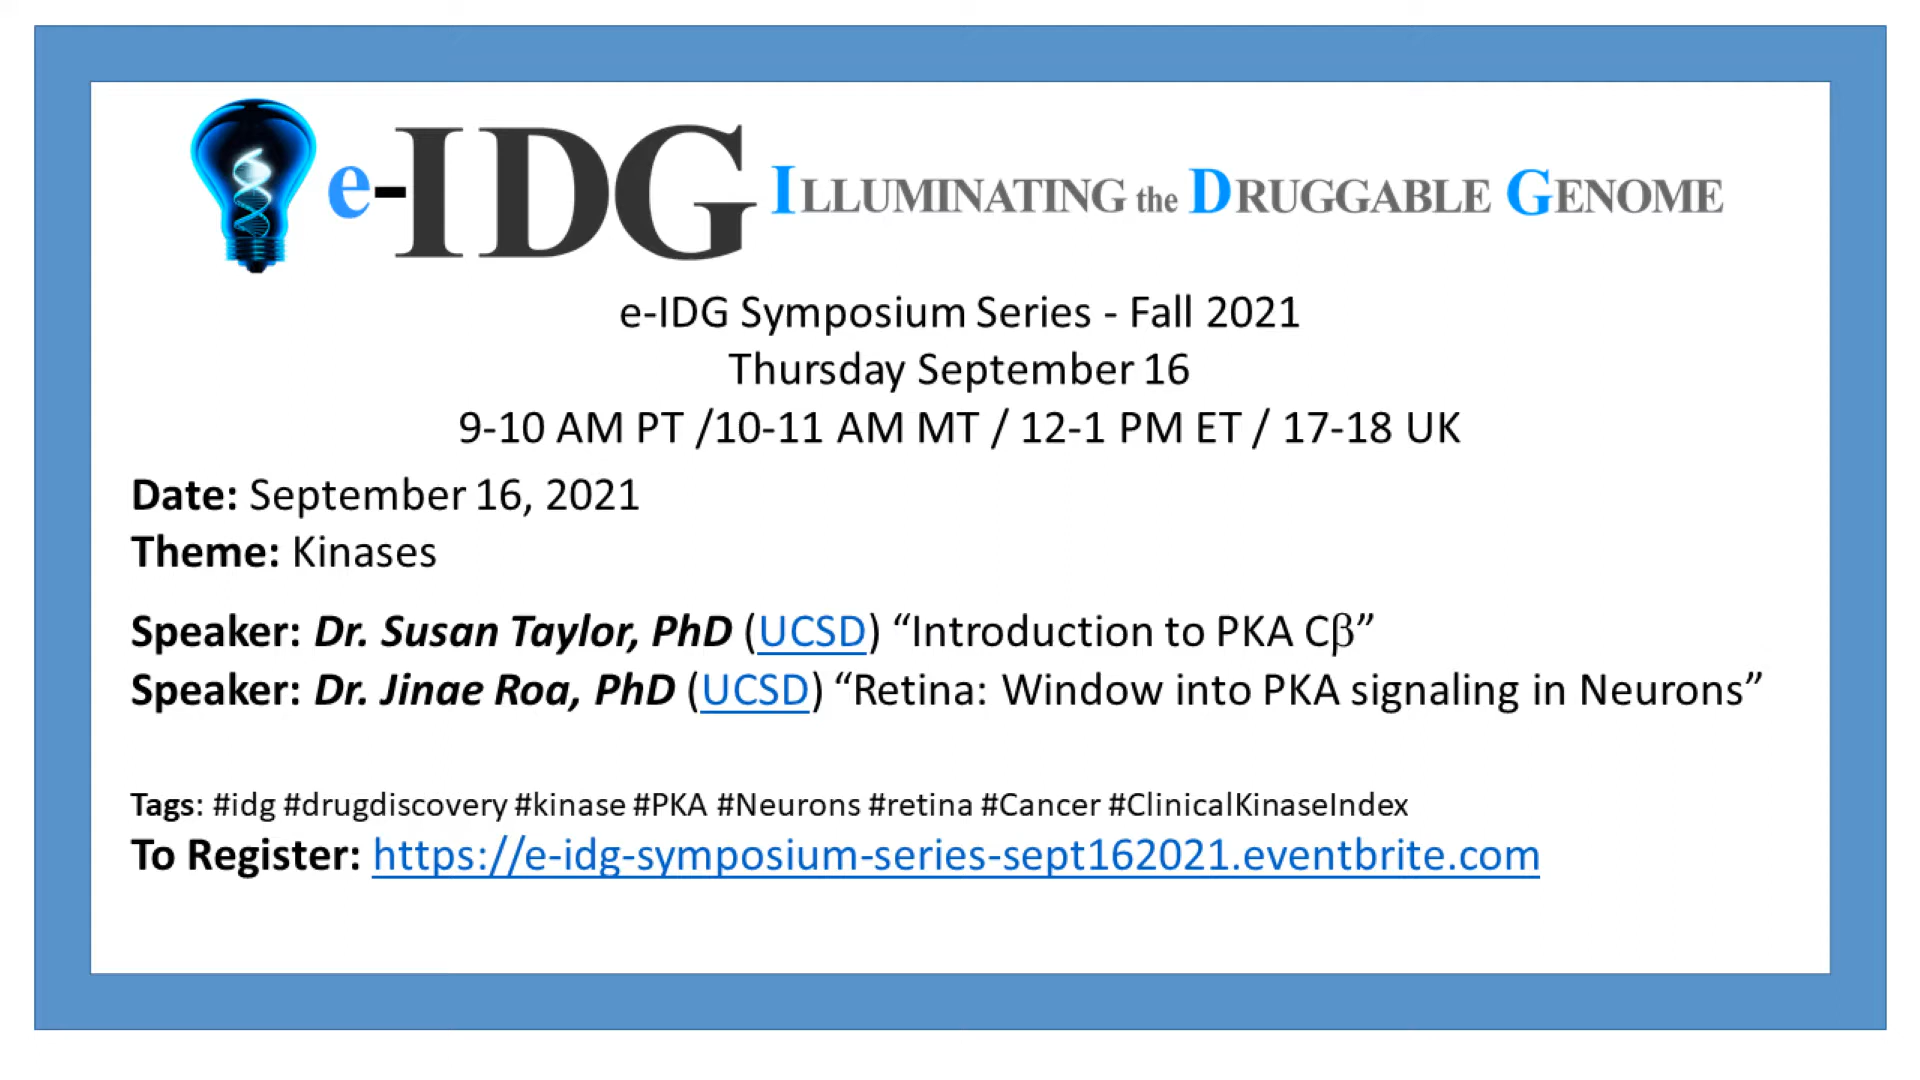 e-IDG ILLUMINATING the DRUGGABLE GENOME
e-IDG Symposium Series - Fall 2021
Thursday September 16
9-10 AM PT /10-11 AM MT / 12-1 PM ET / 17-18 UK
Date: September 16, 2021
Theme: Kinases
Speaker: Dr. Susan Taylor, PhD (UCSD) “Introduction to PKA Cβ”
Speaker: Dr. Jinae Roa, PhD (UCSD) “Retina: Window into PKA signaling in Neurons”
Tags: #idg #drugdiscovery #kinase #PKA #Neurons #retina #Cancer #ClinicalKinaseIndex
To Register: https://e-idg-symposium-series-sept162021.eventbrite.com